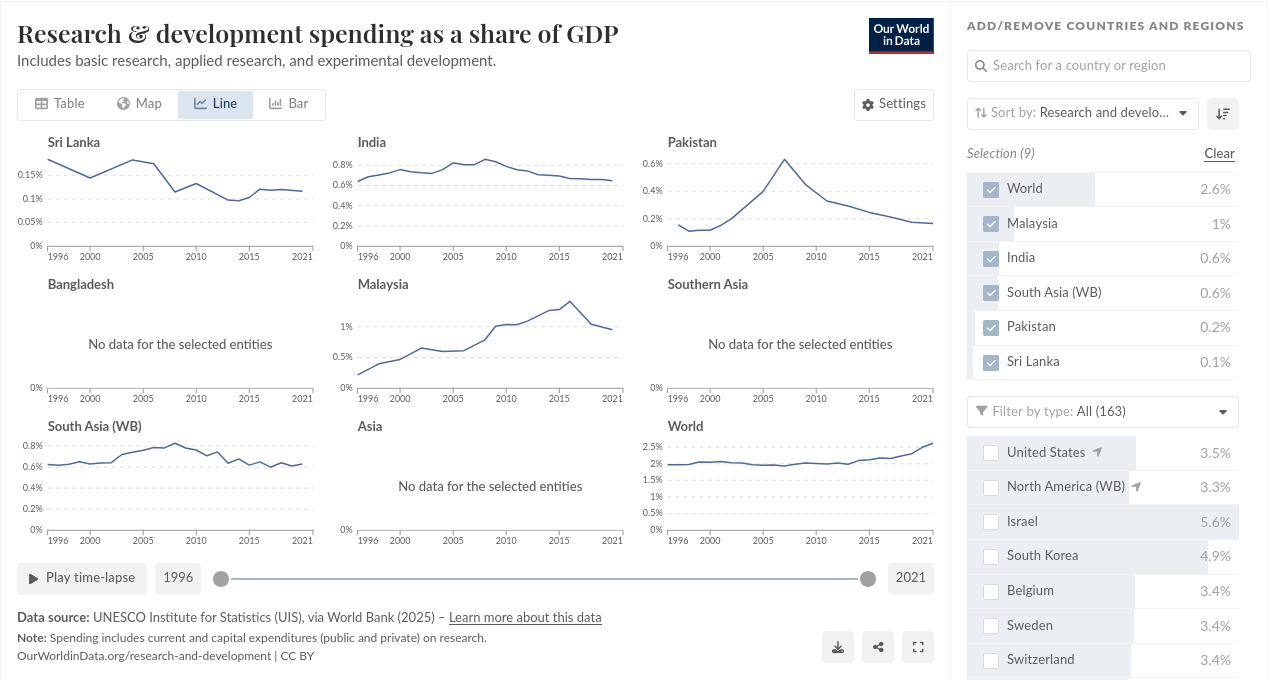 Research & development spending as a share of GDP
Includes basic research, applied research, and experimental development.
Our World
in Data
Table
Map
Line
Bar
Settings
Sri Lanka
0.15%
0.1%
0.05%
0%
1996 2000 2005 2010 2015 2021
India
0.8%
0.6%
0.4%
0.2%
0%
1996 2000 2005 2010 2015 2021
Pakistan
0.6%
0.4%
0.2%
0%
1996 2000 2005 2010 2015 2021
Bangladesh
No data for the selected entities
0%
1996 2000 2005 2010 2015 2021
Malaysia
1%
0.5%
0%
1996 2000 2005 2010 2015 2021
Southern Asia
No data for the selected entities
0%
1996 2000 2005 2010 2015 2021
South Asia (WB)
0.8%
0.6%
0.4%
0.2%
0%
1996 2000 2005 2010 2015 2021
Asia
No data for the selected entities
0%
1996 2000 2005 2010 2015 2021
World
2.5%
2%
1.5%
1%
0.5%
0%
1996 2000 2005 2010 2015 2021
Play time-lapse
1996
2021
Data source: UNESCO Institute for Statistics (UIS), via World Bank (2025) – Learn more about this data
Note: Spending includes current and capital expenditures (public and private) on research.
OurWorldinData.org/research-and-development | CC BY
ADD/REMOVE COUNTRIES AND REGIONS
Search for a country or region
Sort by: Research and develo...
Selection (9)
Clear
World 2.6%
Malaysia 1%
India 0.6%
South Asia (WB) 0.6%
Pakistan 0.2%
Sri Lanka 0.1%
Filter by type: All (163)
United States 3.5%
North America (WB) 3.3%
Israel 5.6%
South Korea 4.9%
Belgium 3.4%
Sweden 3.4%
Switzerland 3.4%